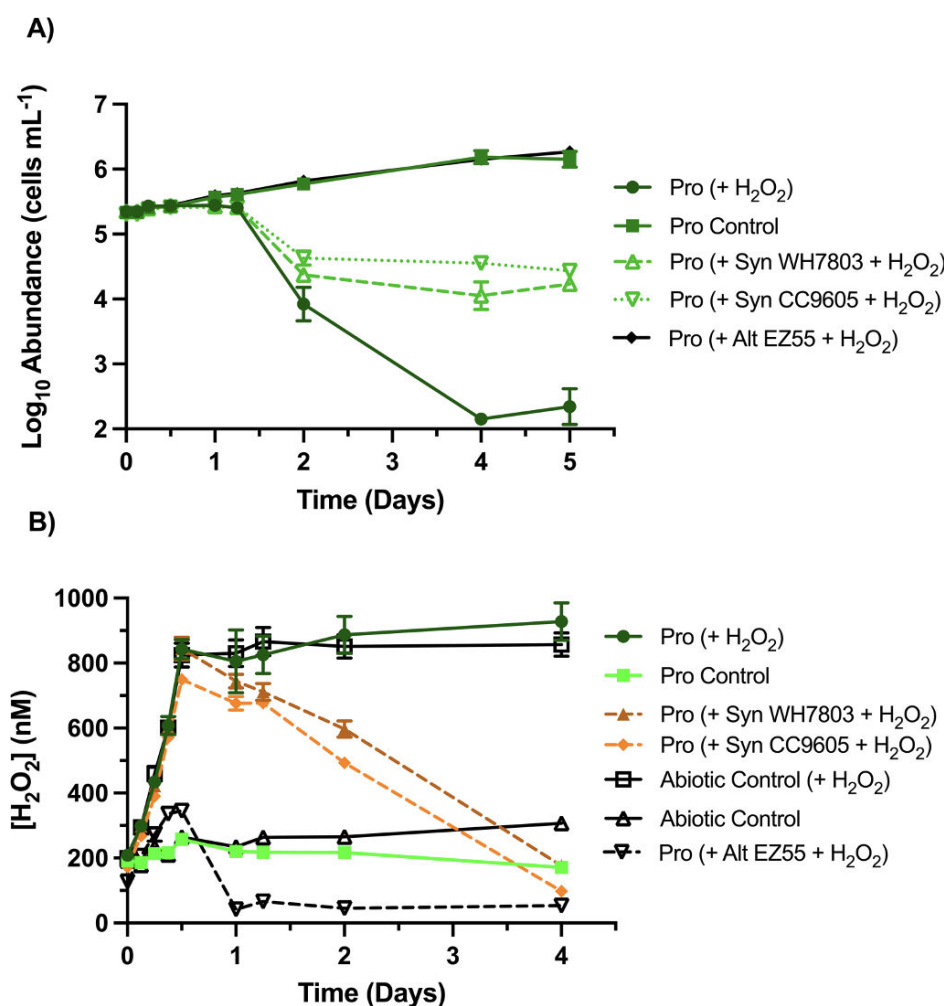 A)
Log₁₀ Abundance (cells mL⁻¹)
7
6
5
4
3
2
0
1
2
3
4
5
Time (Days)
Pro (+ H₂O₂)
Pro Control
Pro (+ Syn WH7803 + H₂O₂)
Pro (+ Syn CC9605 + H₂O₂)
Pro (+ Alt EZ55 + H₂O₂)
B)
[H₂O₂] (nM)
1000
800
600
400
200
0
0
1
2
3
4
Time (Days)
Pro (+ H₂O₂)
Pro Control
Pro (+ Syn WH7803 + H₂O₂)
Pro (+ Syn CC9605 + H₂O₂)
Abiotic Control (+ H₂O₂)
Abiotic Control
Pro (+ Alt EZ55 + H₂O₂)